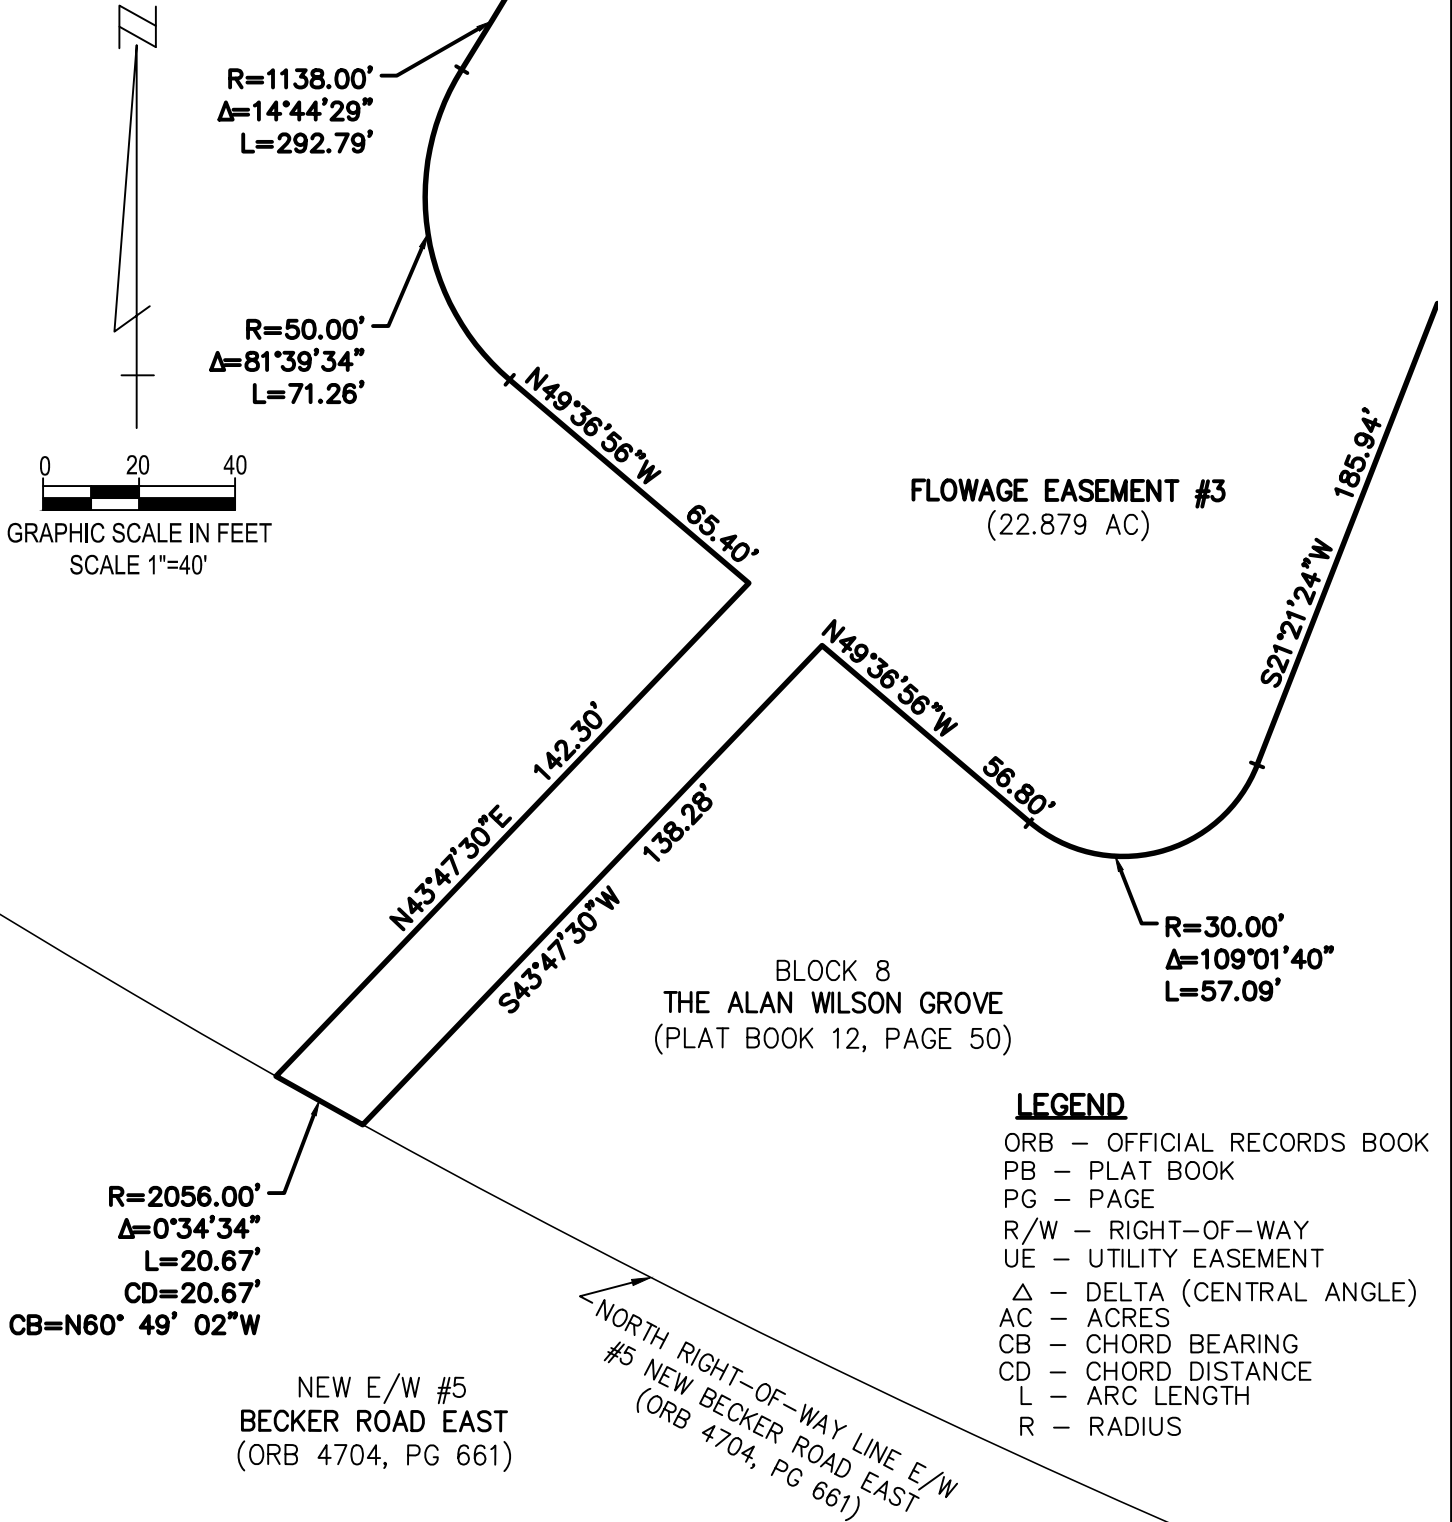 R=1138.00'
Δ=14°44'29"
L=292.79'
R=50.00'
Δ=81°39'34"
L=71.26'
0 20 40
GRAPHIC SCALE IN FEET
SCALE 1"=40'
N49°36'56"W 65.40'
FLOWAGE EASEMENT #3
(22.879 AC)
S21°21'24"W 185.94'
N43°47'30"E 142.30'
S43°47'30"W 138.28'
N49°36'56"W 56.80'
R=30.00'
Δ=109°01'40"
L=57.09'
BLOCK 8
THE ALAN WILSON GROVE
(PLAT BOOK 12, PAGE 50)
R=2056.00'
Δ=0°34'34"
L=20.67'
CD=20.67'
CB=N60° 49' 02"W
NEW E/W #5
BECKER ROAD EAST
(ORB 4704, PG 661)
NORTH RIGHT-OF-WAY LINE E/W
#5 NEW BECKER ROAD EAST
(ORB 4704, PG 661)
LEGEND
ORB - OFFICIAL RECORDS BOOK
PB - PLAT BOOK
PG - PAGE
R/W - RIGHT-OF-WAY
UE - UTILITY EASEMENT
Δ - DELTA (CENTRAL ANGLE)
AC - ACRES
CB - CHORD BEARING
CD - CHORD DISTANCE
L - ARC LENGTH
R - RADIUS